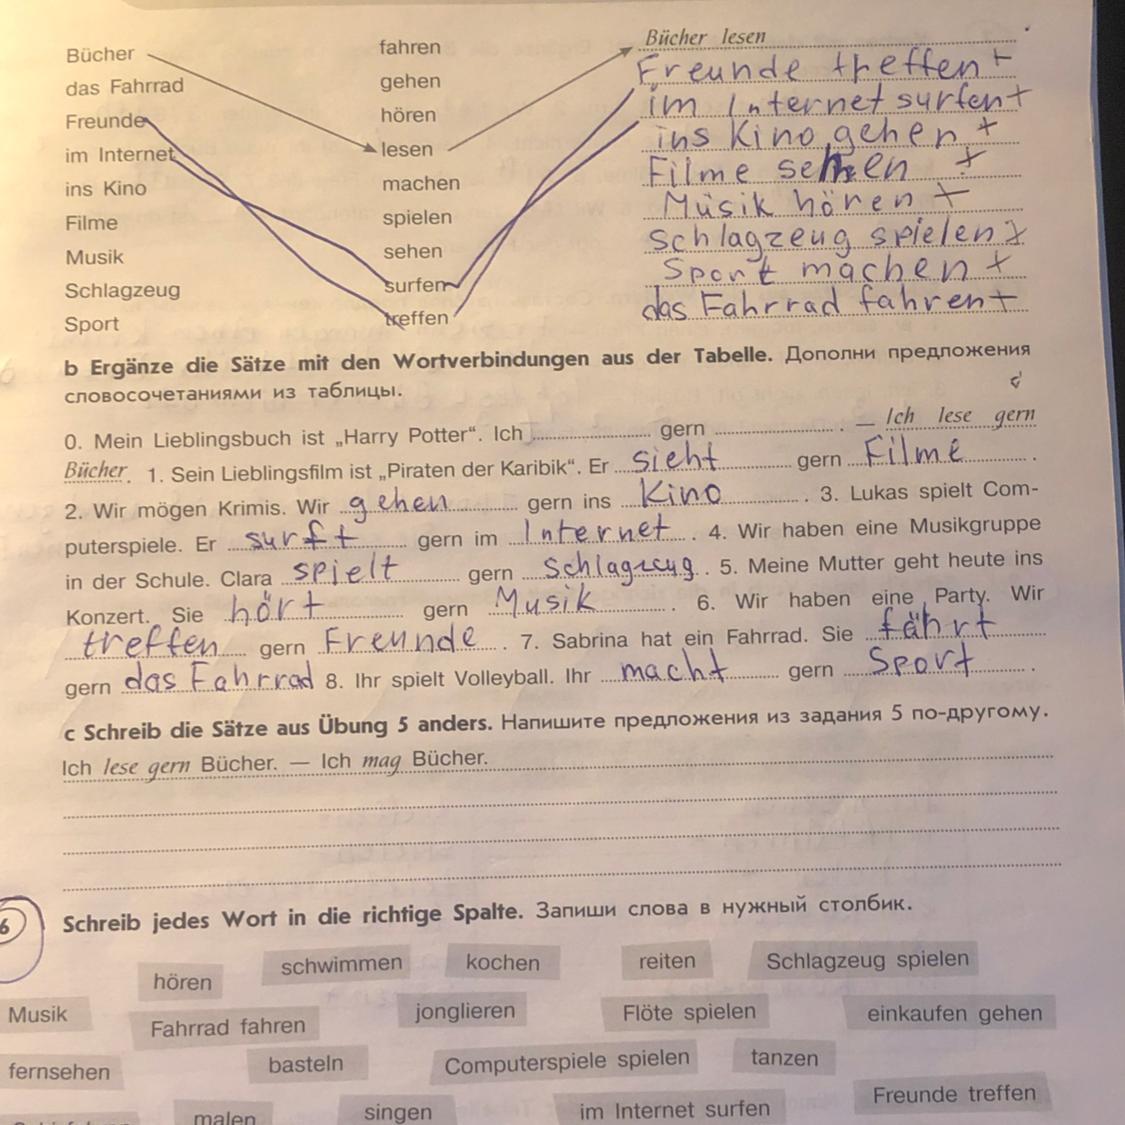 Bücher fahren Bücher lesen
das Fahrrad gehen Freunde treffen +
Freunde hören im Internet surfen +
im Internet lesen ins Kino gehen +
ins Kino machen Filme sehen +
Filme spielen Musik hören +
Musik sehen schlagzeug spielen +
Schlagzeug surfen Sport machen +
Sport treffen das Fahrrad fahren +
b Ergänze die Sätze mit den Wortverbindungen aus der Tabelle. Дополни предложения
словосочетаниями из таблицы.
0. Mein Lieblingsbuch ist „Harry Potter“. Ich gern . — Ich lese gern
Bücher. 1. Sein Lieblingsfilm ist „Piraten der Karibik“. Er sieht gern Filme .
2. Wir mögen Krimis. Wir gehen gern ins Kino . 3. Lukas spielt Com-
puterspiele. Er surft gern im Internet . 4. Wir haben eine Musikgruppe
in der Schule. Clara spielt gern schlagzeug . 5. Meine Mutter geht heute ins
Konzert. Sie hört gern Musik . 6. Wir haben eine Party. Wir
treffen gern Freunde . 7. Sabrina hat ein Fahrrad. Sie fährt
gern das Fahrrad 8. Ihr spielt Volleyball. Ihr macht gern Sport .
c Schreib die Sätze aus Übung 5 anders. Напишите предложения из задания 5 по-другому.
Ich lese gern Bücher. — Ich mag Bücher.
6 Schreib jedes Wort in die richtige Spalte. Запиши слова в нужный столбик.
hören schwimmen kochen reiten Schlagzeug spielen
Musik Fahrrad fahren jonglieren Flöte spielen einkaufen gehen
fernsehen basteln Computerspiele spielen tanzen
malen singen im Internet surfen Freunde treffen